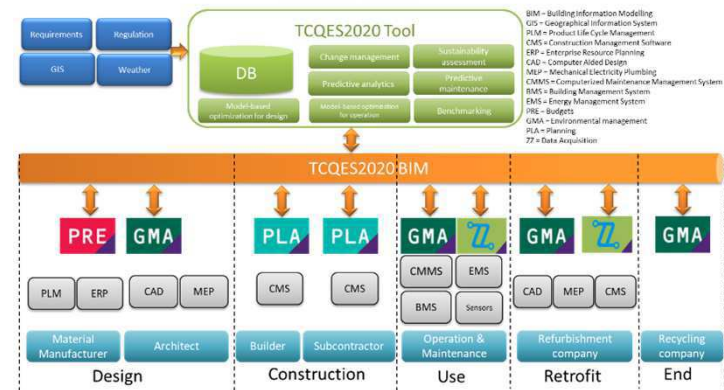 Requirements
Regulation
GIS
Weather
TCQES2020 Tool
DB
Change management
Sustainability
assessment
Predictive analytics
Predictive
maintenance
Model-based
optimization for design
Model-based optimization
for operation
Benchmarking
BIM – Building Information Modelling
GIS – Geographical Information System
PLM – Product Life Cycle Management
CMS – Construction Management Software
ERP – Enterprise Resource Planning
CAD – Computer Aided Design
MEP – Mechanical Electricity Plumbing
CMMS – Computerized Maintenance Management System
BMS – Building Management System
EMS – Energy Management System
PRE – Budgets
GMA – Environmental management
PLA – Planning
ZZ = Data Acquisition
TCQES2020 BIM
PRE
GMA
PLA
PLA
GMA
GMA
GMA
PLM
ERP
CAD
MEP
CMS
CMS
CMMS
EMS
BMS
Sensors
CAD
MEP
CMS
Material
Manufacturer
Architect
Builder
Subcontractor
Operation &
Maintenance
Refurbishment
company
Recycling
company
Design
Construction
Use
Retrofit
End